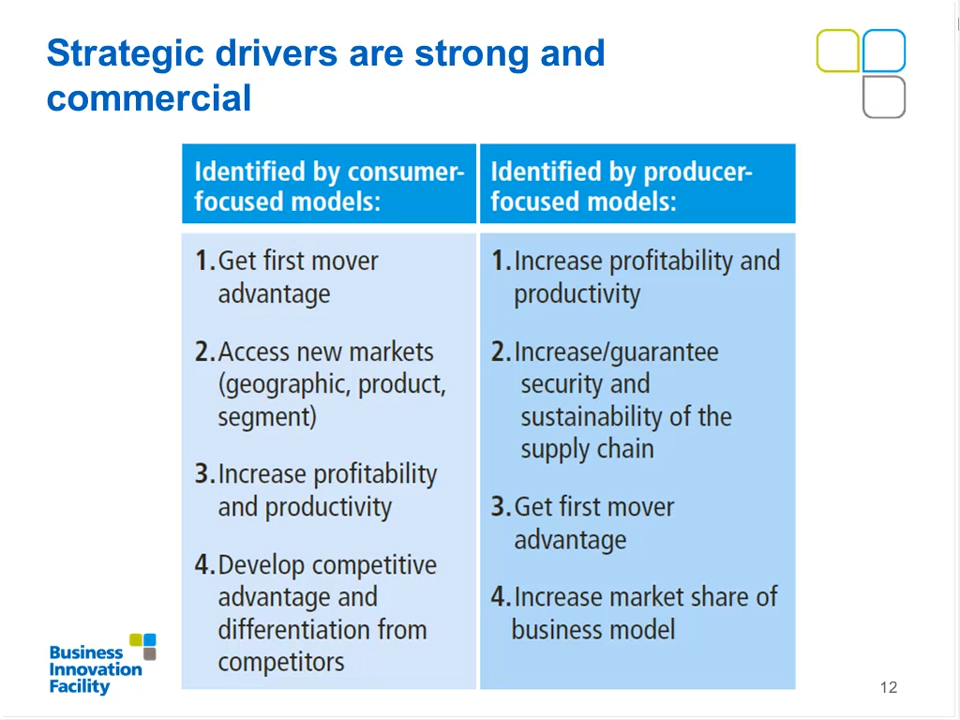 Strategic drivers are strong and
commercial
Identified by consumer-
focused models:
1. Get first mover
advantage
2. Access new markets
(geographic, product,
segment)
3. Increase profitability
and productivity
4. Develop competitive
advantage and
differentiation from
competitors
Identified by producer-
focused models:
1. Increase profitability and
productivity
2. Increase/guarantee
security and
sustainability of the
supply chain
3. Get first mover
advantage
4. Increase market share of
business model
Business
Innovation
Facility
12